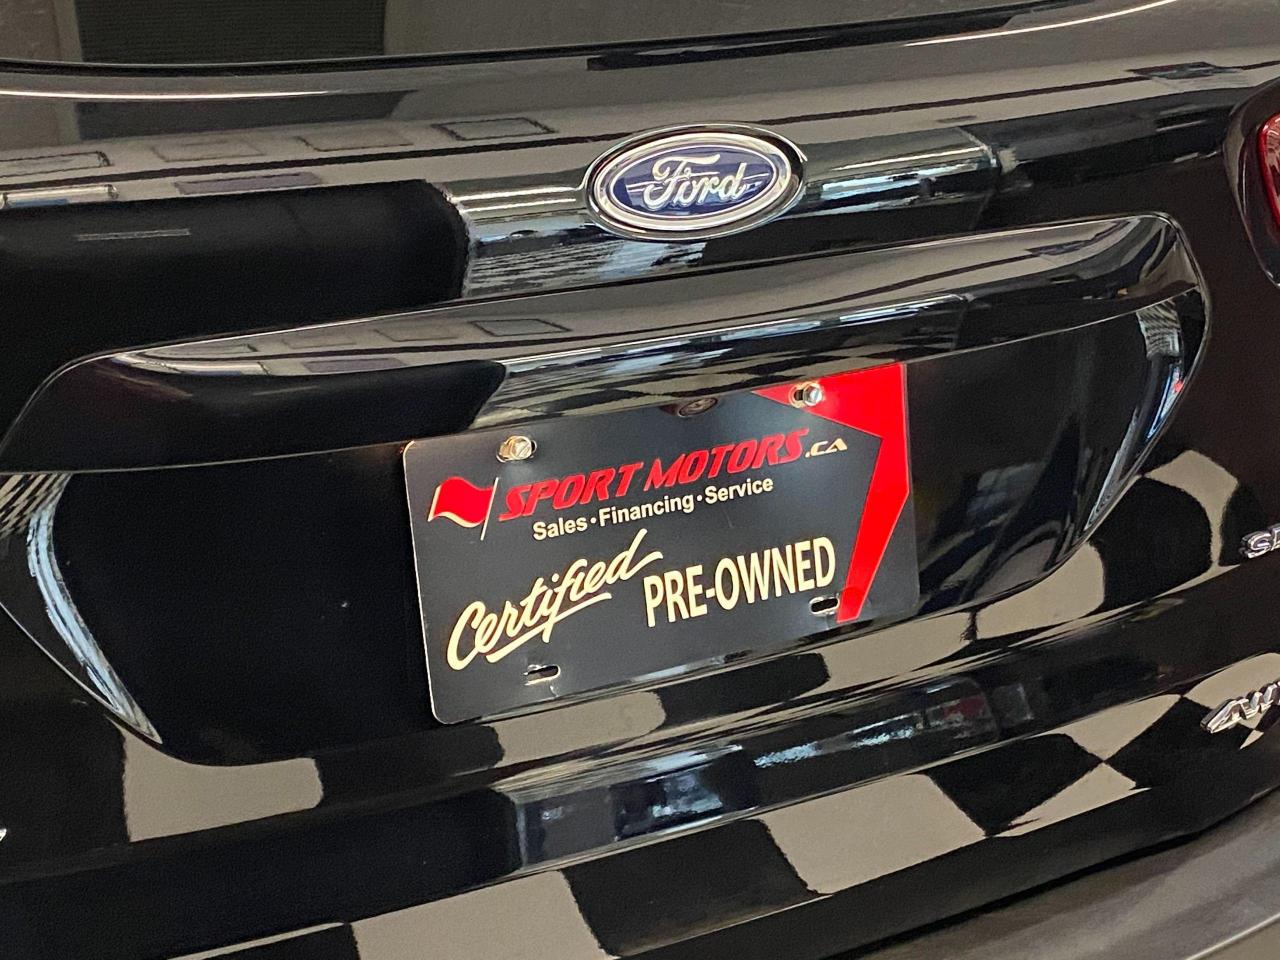 Ford
SPORT MOTORS.CA
Sales · Financing · Service
Certified PRE-OWNED